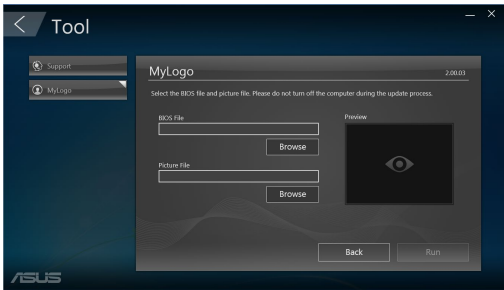 Tool
Support
MyLogo
MyLogo
2.00.03
Select the BIOS file and picture file. Please do not turn off the computer during the update process.
BIOS File
Preview
Browse
Picture File
Browse
Back
Run
ASUS